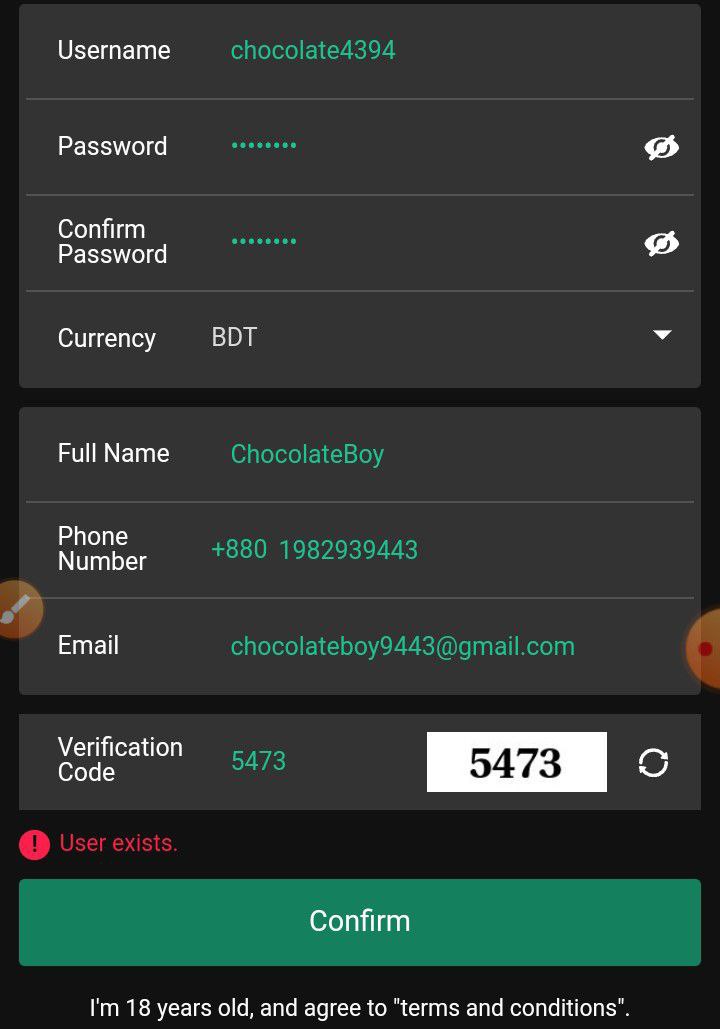 Username chocolate4394
Password ••••••••
Confirm
Password ••••••••
Currency BDT
Full Name ChocolateBoy
Phone
Number +880 1982939443
Email chocolateboy9443@gmail.com
Verification
Code 5473 5473
! User exists.
Confirm
I'm 18 years old, and agree to "terms and conditions".